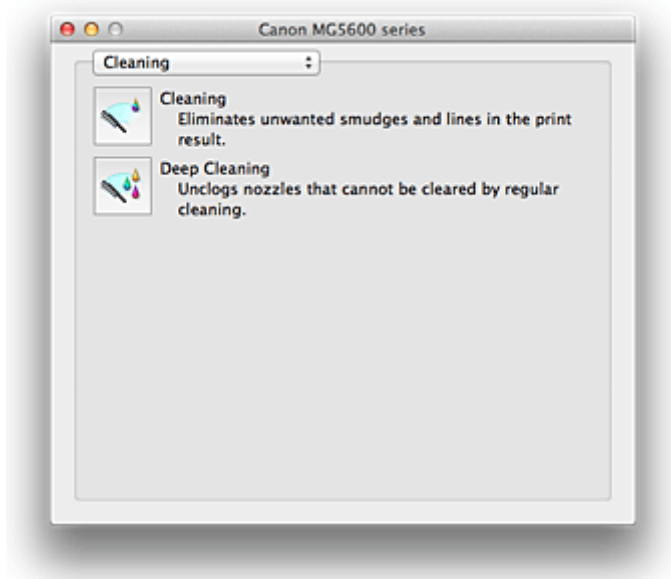 Canon MG5600 series
Cleaning
Cleaning
Eliminates unwanted smudges and lines in the print
result.
Deep Cleaning
Unclogs nozzles that cannot be cleared by regular
cleaning.